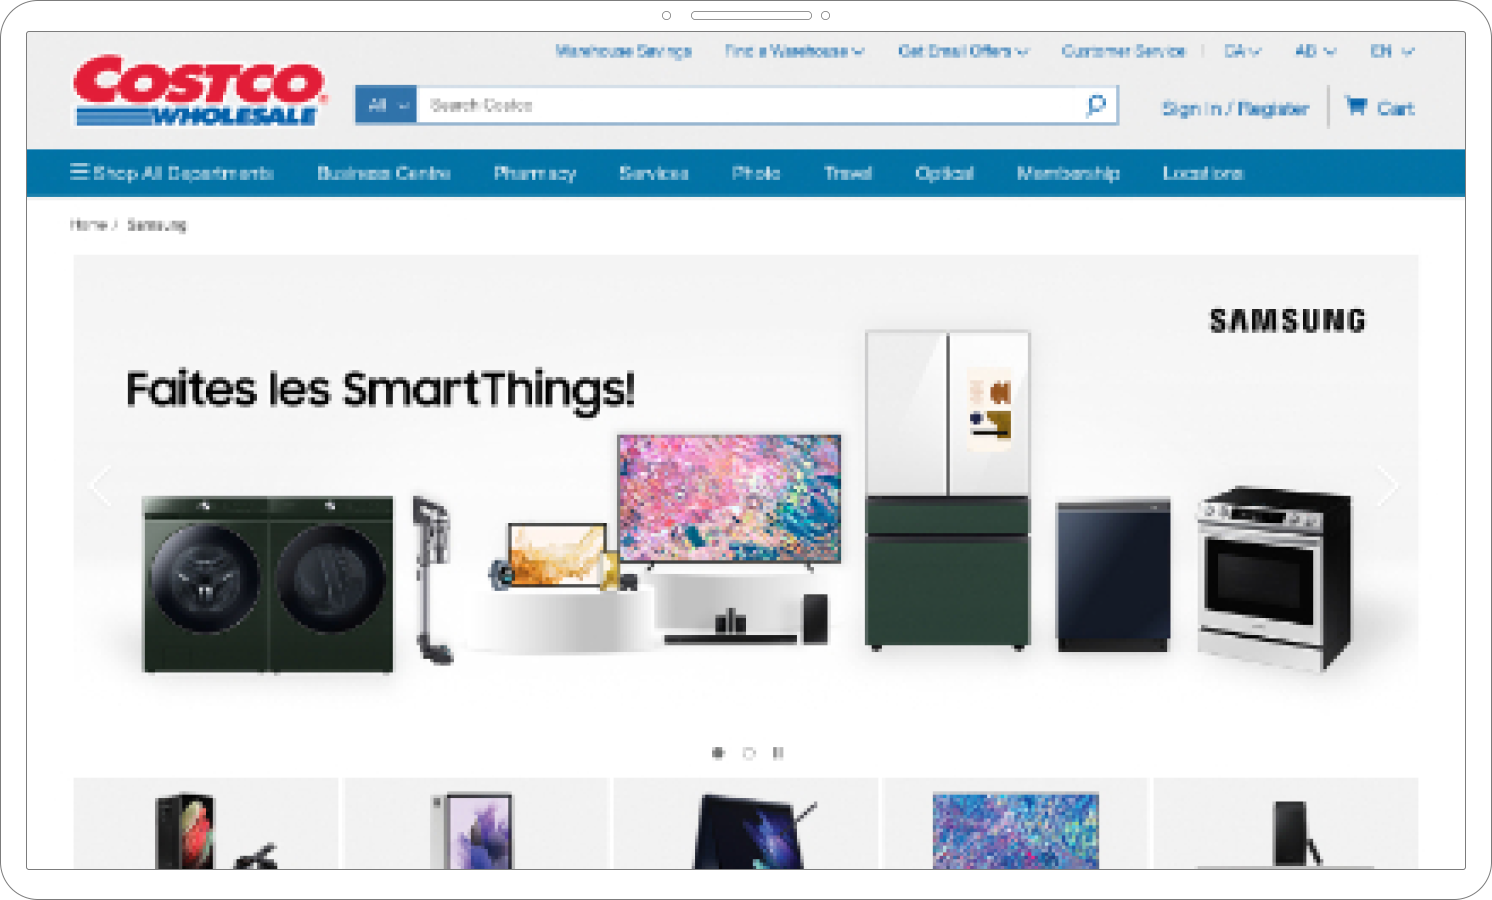 Warehouse Savings Find a Warehouse Get Email Offers Customer Service CA AB EN
COSTCO
WHOLESALE
All Search Costco Sign In / Register Cart
Shop All Departments Business Centre Pharmacy Services Photo Travel Optical Membership Locations
Home / Samsung
SAMSUNG
Faites les SmartThings!